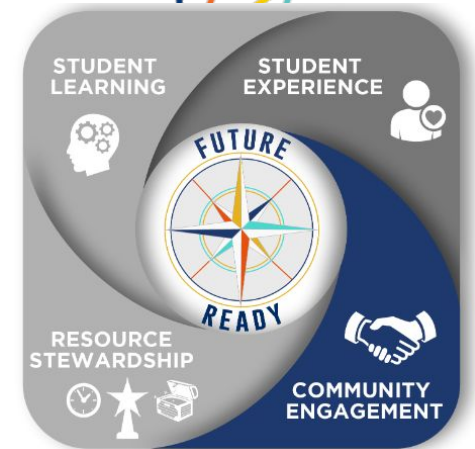 STUDENT
LEARNING
STUDENT
EXPERIENCE
FUTURE
READY
RESOURCE
STEWARDSHIP
COMMUNITY
ENGAGEMENT